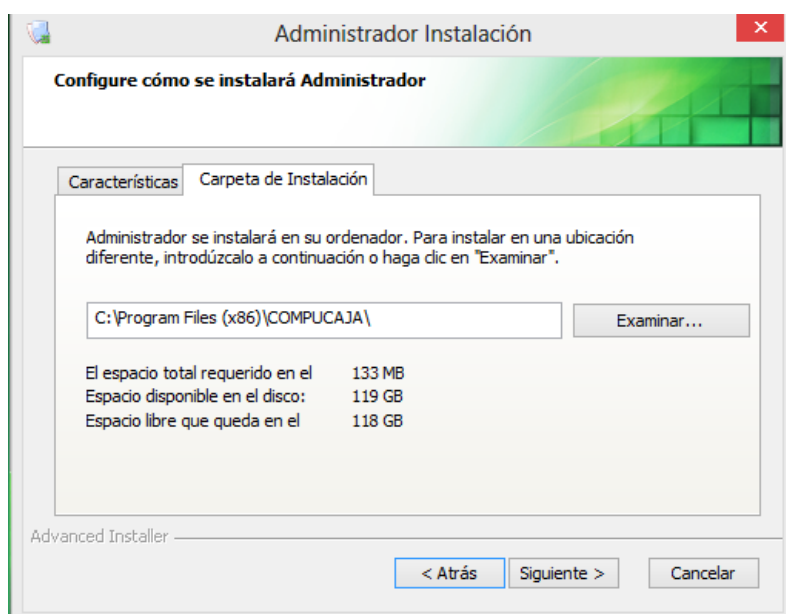 Administrador Instalación
Configure cómo se instalará Administrador
Características
Carpeta de Instalación
Administrador se instalará en su ordenador. Para instalar en una ubicación
diferente, introdúzcalo a continuación o haga clic en "Examinar".
C:\Program Files (x86)\COMPUCAJA\
Examinar...
El espacio total requerido en el 133 MB
Espacio disponible en el disco: 119 GB
Espacio libre que queda en el 118 GB
Advanced Installer
< Atrás
Siguiente >
Cancelar